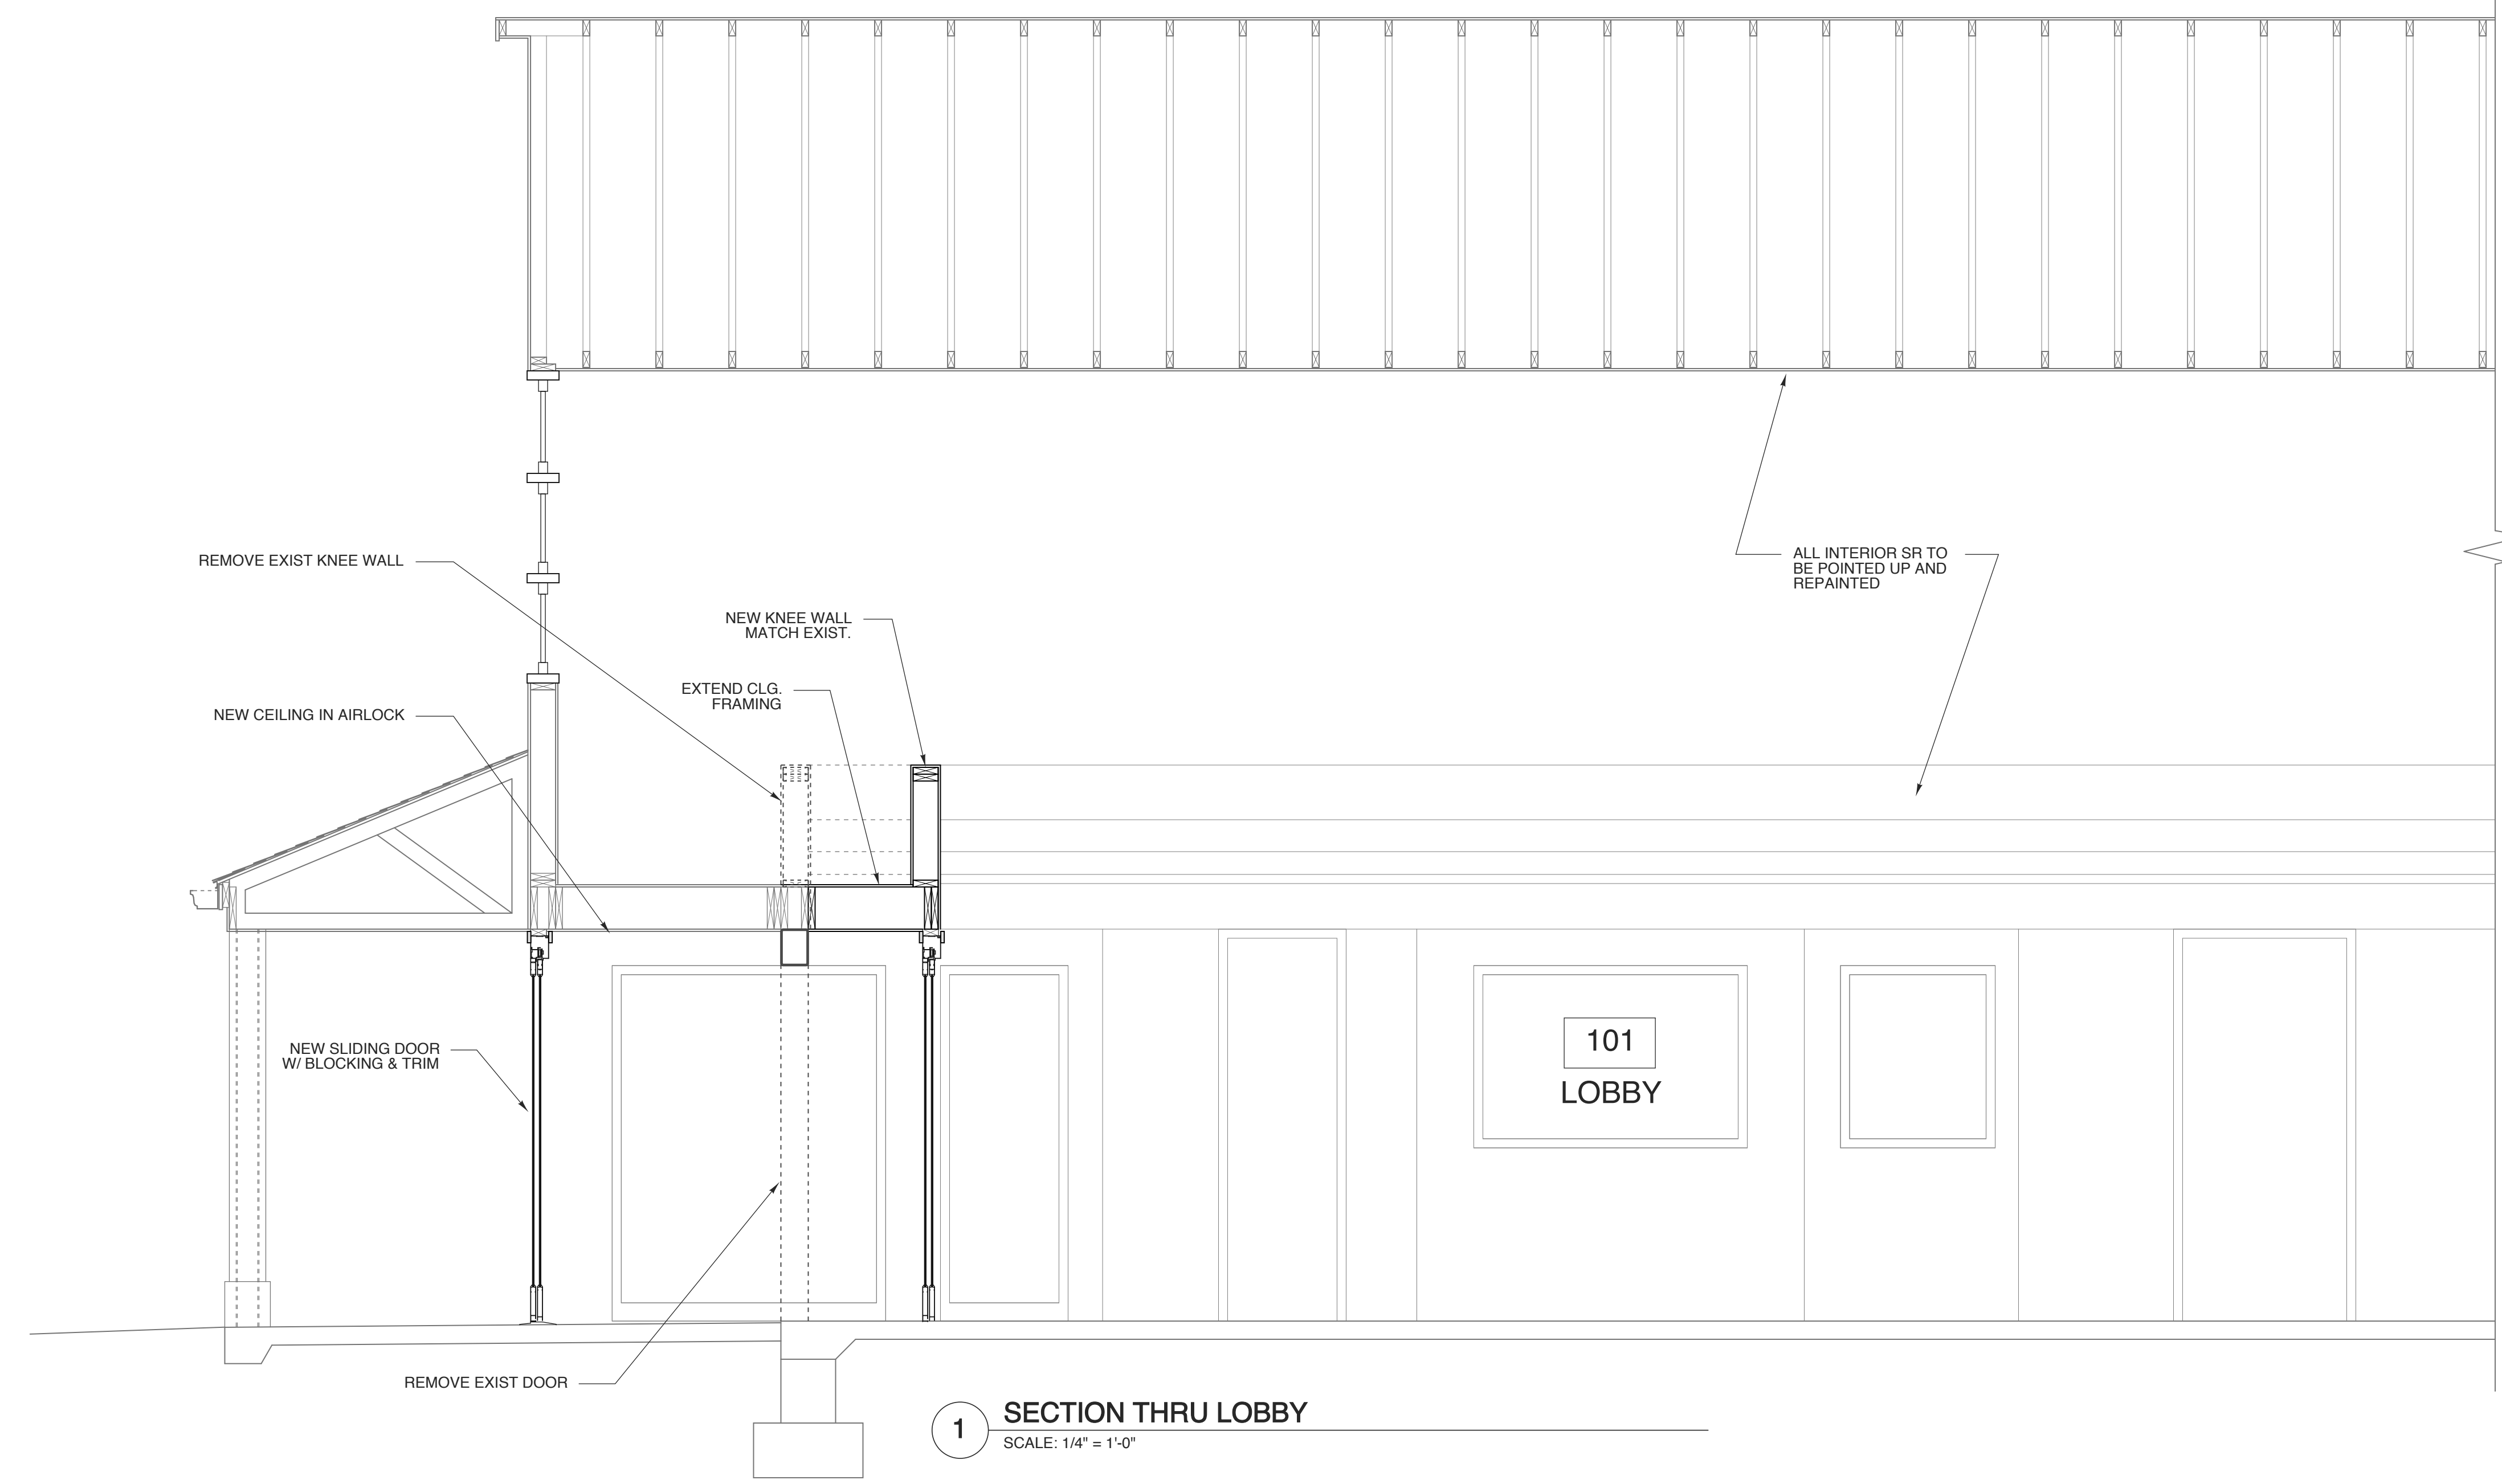 REMOVE EXIST KNEE WALL
ALL INTERIOR SR TO
BE POINTED UP AND
REPAINTED
NEW KNEE WALL
MATCH EXIST.
EXTEND CLG.
FRAMING
NEW CEILING IN AIRLOCK
NEW SLIDING DOOR
W/ BLOCKING & TRIM
101
LOBBY
REMOVE EXIST DOOR
1
SECTION THRU LOBBY
SCALE: 1/4" = 1'-0"